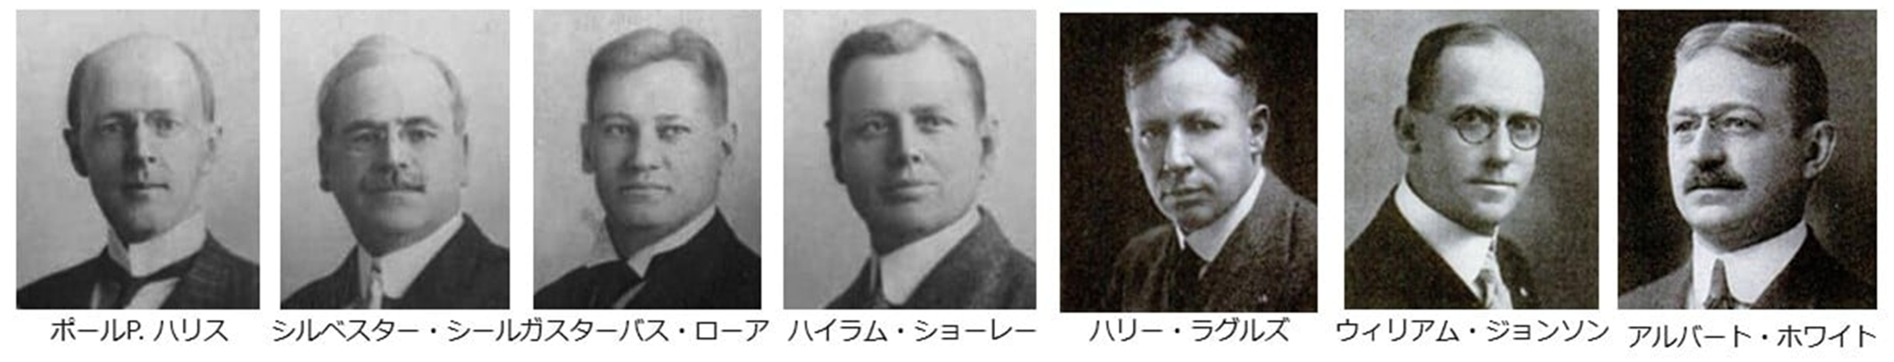 ポールP. ハリス
シルベスター・シール
ガスターバス・ローア
ハイラム・ショーレー
ハリー・ラグルズ
ウィリアム・ジョンソン
アルバート・ホワイト